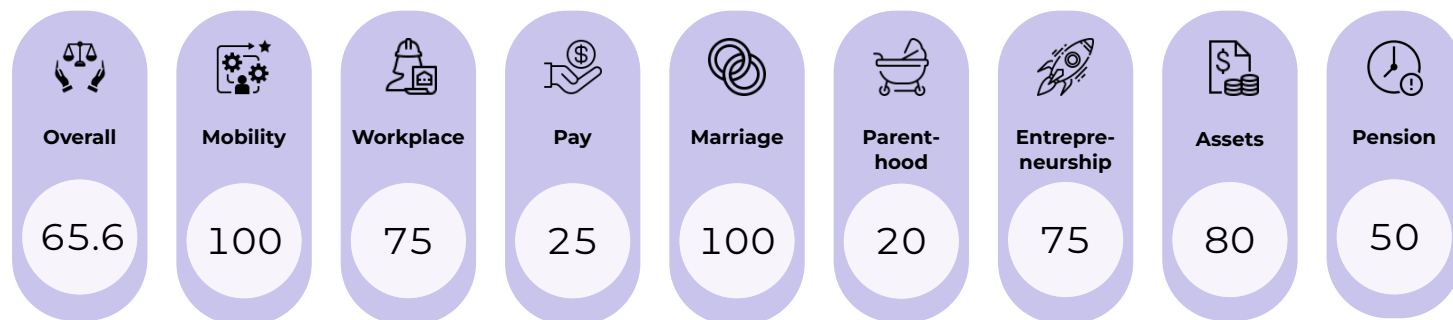 Overall
65.6
Mobility
100
Workplace
75
$
Pay
25
Marriage
100
Parent-
hood
20
Entrepre-
neurship
75
$
Assets
80
!
Pension
50